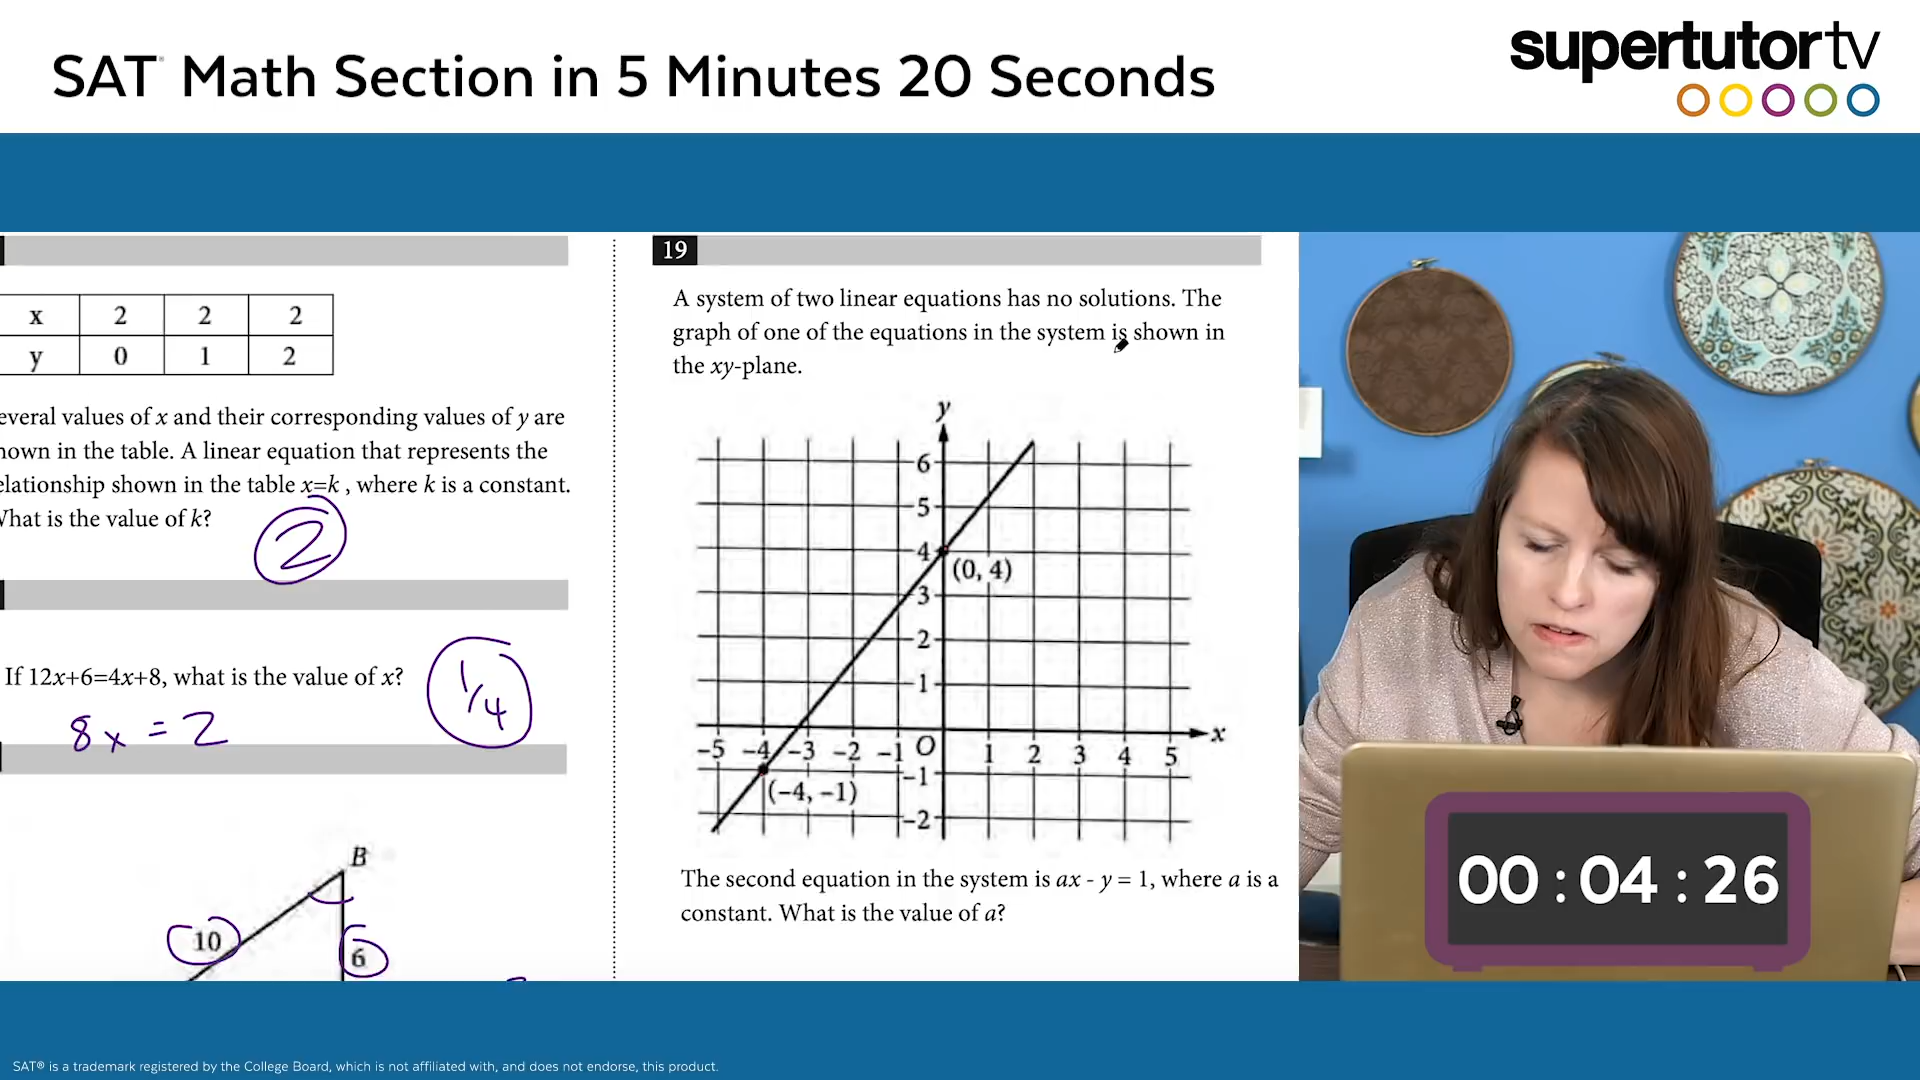 SAT® Math Section in 5 Minutes 20 Seconds
supertutortv
x 2 2 2
y 0 1 2
everal values of x and their corresponding values of y are
hown in the table. A linear equation that represents the
elationship shown in the table x=k , where k is a constant.
What is the value of k?
2
If 12x+6=4x+8, what is the value of x?
1/4
8x = 2
B
10
6
19
A system of two linear equations has no solutions. The
graph of one of the equations in the system is shown in
the xy-plane.
y
6
5
4
(0, 4)
3
2
1
-5 -4 -3 -2 -1 O 1 2 3 4 5 x
-1
(-4, -1)
-2
The second equation in the system is ax - y = 1, where a is a
constant. What is the value of a?
00 : 04 : 26
SAT® is a trademark registered by the College Board, which is not affiliated with, and does not endorse, this product.